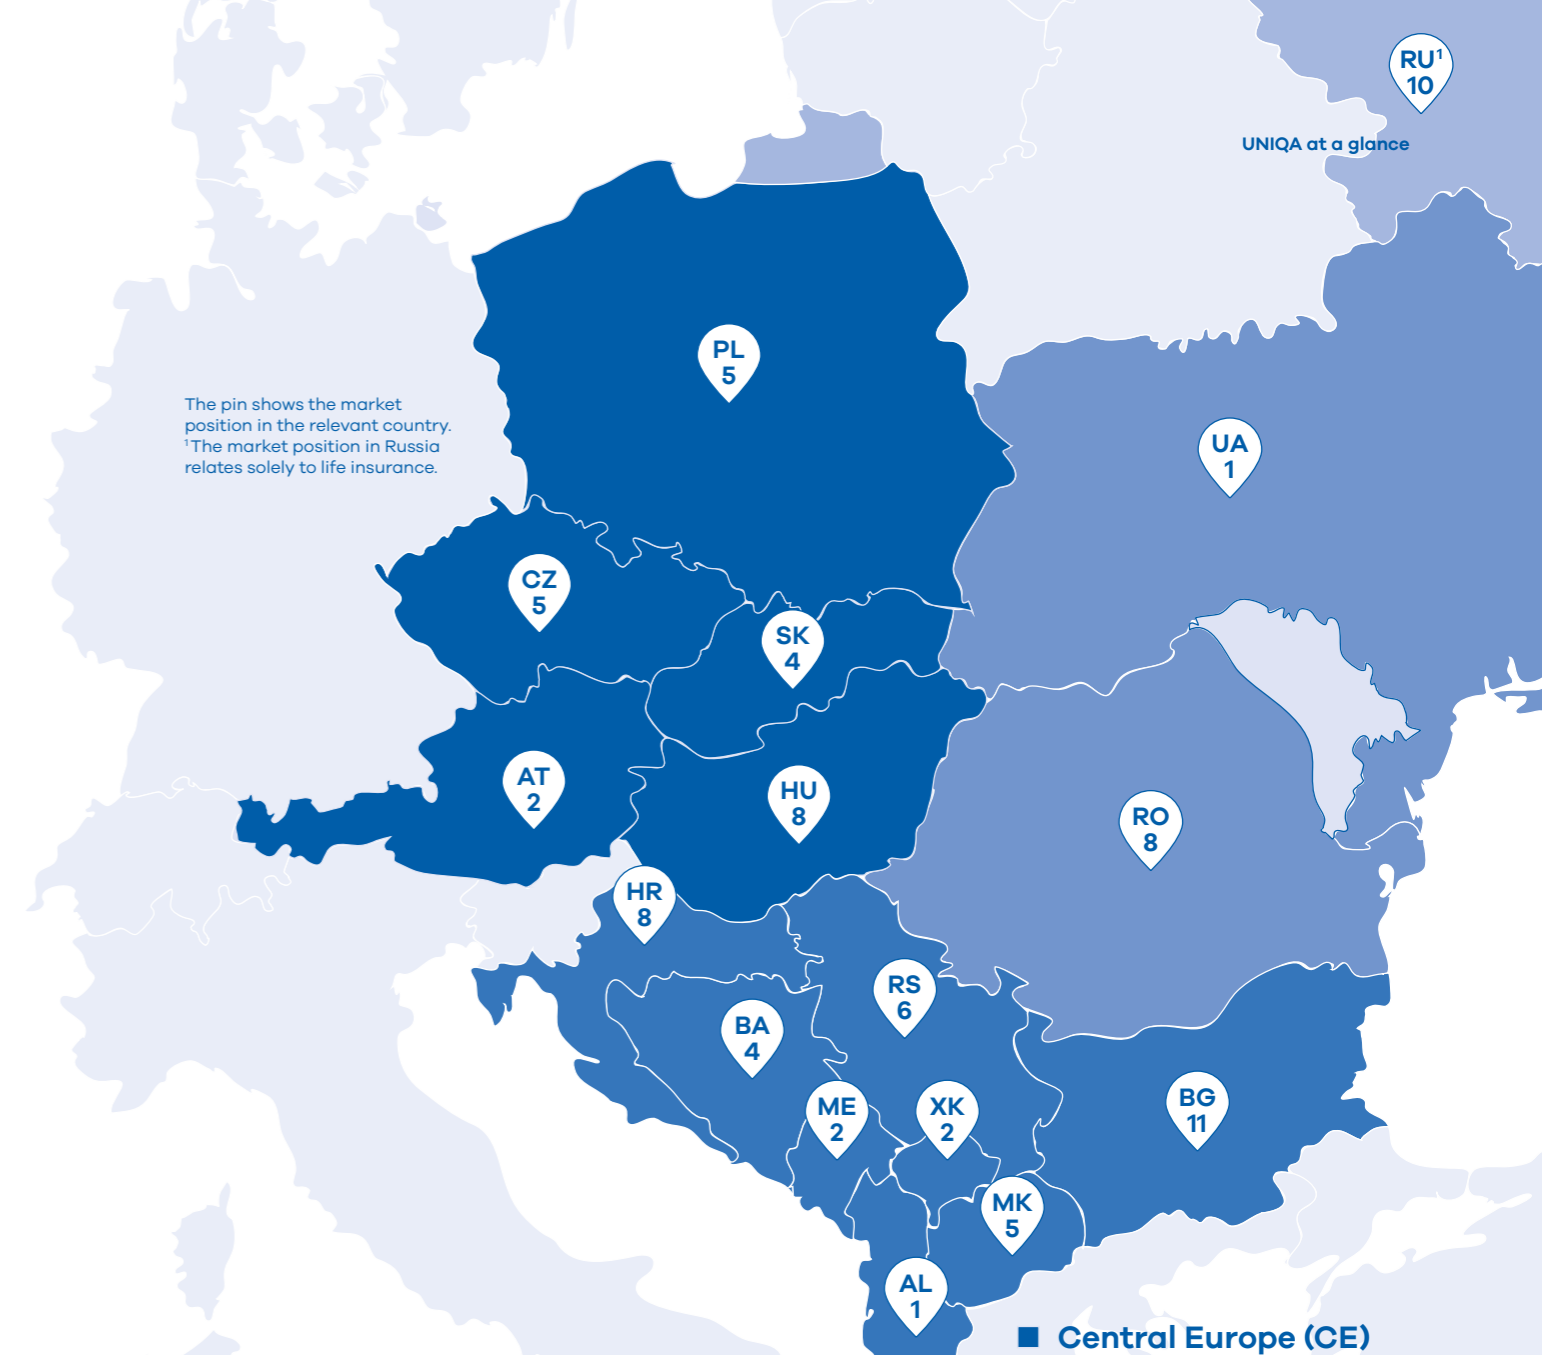 RU¹
10
UNIQA at a glance
PL
5
The pin shows the market
position in the relevant country.
¹ The market position in Russia
relates solely to life insurance.
UA
1
CZ
5
SK
4
AT
2
HU
8
RO
8
HR
8
RS
6
BA
4
ME
2
XK
2
BG
11
MK
5
AL
1
Central Europe (CE)